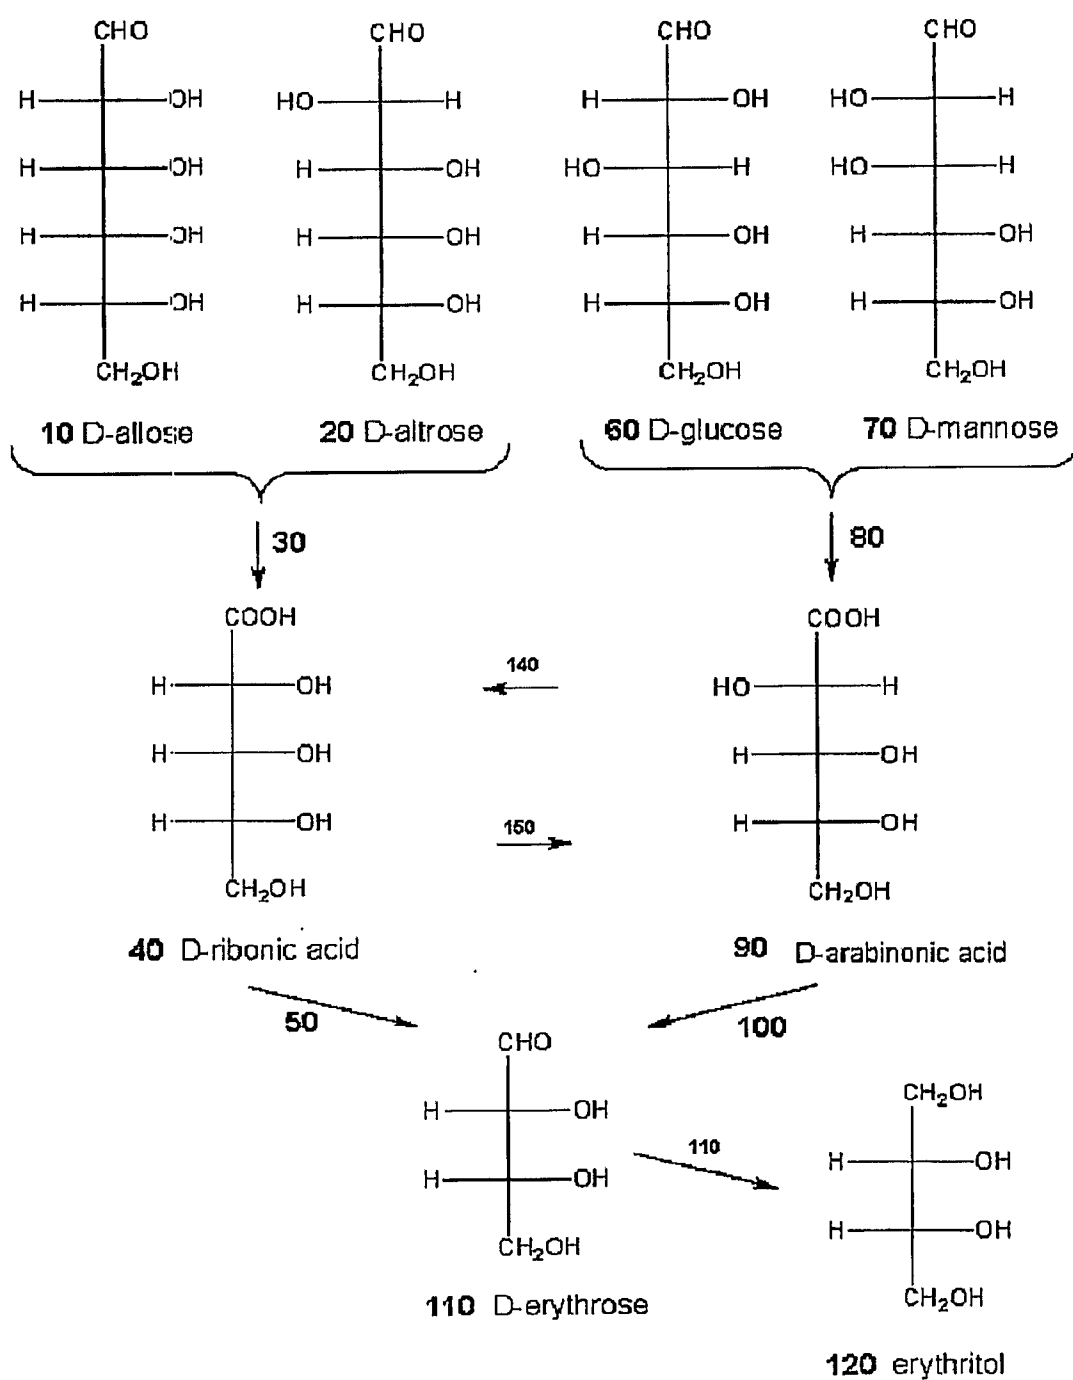 CHO CHO CHO CHO
H OH HO H H OH HO H
H OH H OH HO H HO H
H OH H OH H OH H OH
H OH H OH H OH H OH
CH₂OH CH₂OH CH₂OH CH₂OH
10 D-allose 20 D-altrose 60 D-glucose 70 D-mannose
30 80
COOH COOH
140
H OH HO H
H OH H OH
150
H OH H OH
CH₂OH CH₂OH
40 D-ribonic acid 90 D-arabinonic acid
50 100
CHO
CH₂OH
H OH
110
H OH
H OH
H OH
CH₂OH
CH₂OH
110 D-erythrose
120 erythritol